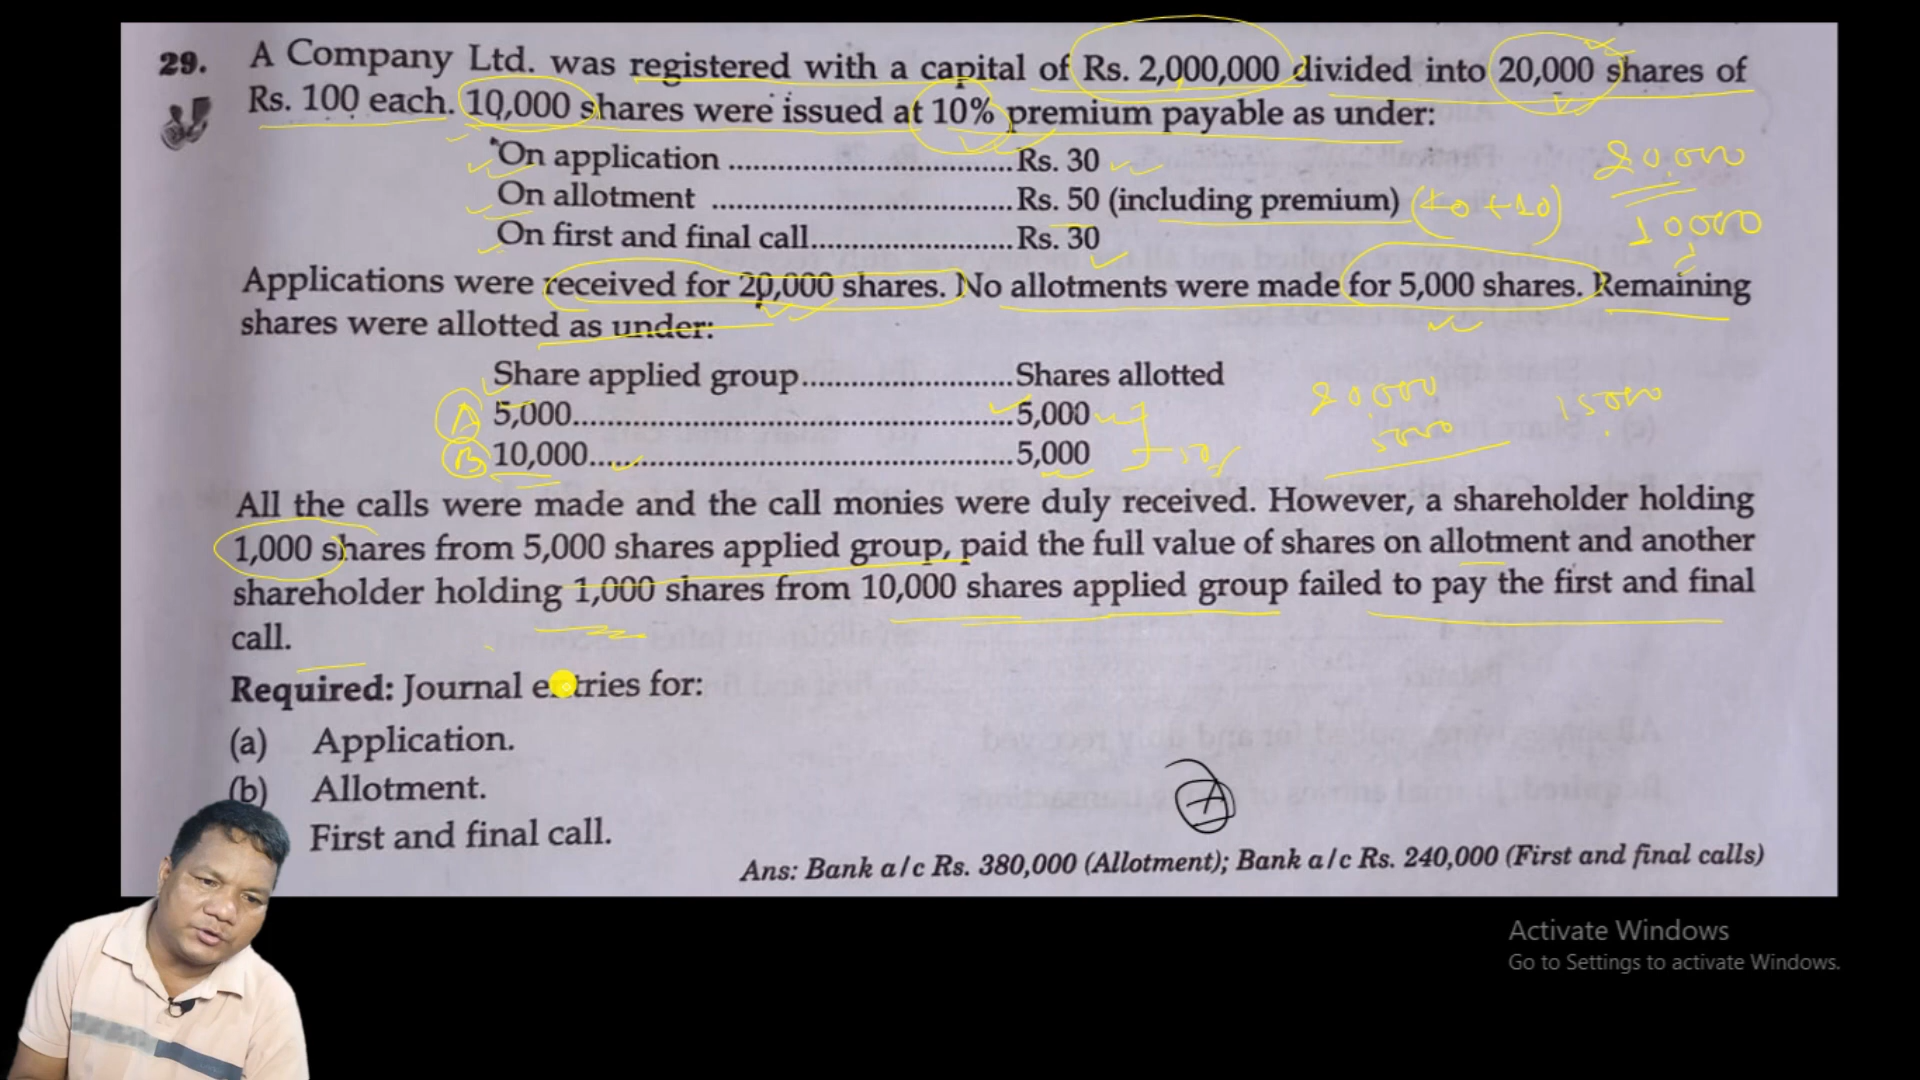 29. A Company Ltd. was registered with a capital of Rs. 2,000,000 divided into 20,000 shares of
Rs. 100 each. 10,000 shares were issued at 10% premium payable as under:
On application ................................Rs. 30
On allotment ..................................Rs. 50 (including premium) (40+10)
On first and final call.......................Rs. 30
20,000
10000
Applications were received for 20,000 shares. No allotments were made for 5,000 shares. Remaining
shares were allotted as under:
Share applied group........................Shares allotted
A 5,000..................................................5,000
B 10,000................................................5,000
20,000
5000
15000
All the calls were made and the call monies were duly received. However, a shareholder holding
1,000 shares from 5,000 shares applied group, paid the full value of shares on allotment and another
shareholder holding 1,000 shares from 10,000 shares applied group failed to pay the first and final
call.
Required: Journal entries for:
(a) Application.
(b) Allotment.
First and final call.
Ans: Bank a/c Rs. 380,000 (Allotment); Bank a/c Rs. 240,000 (First and final calls)
Activate Windows
Go to Settings to activate Windows.